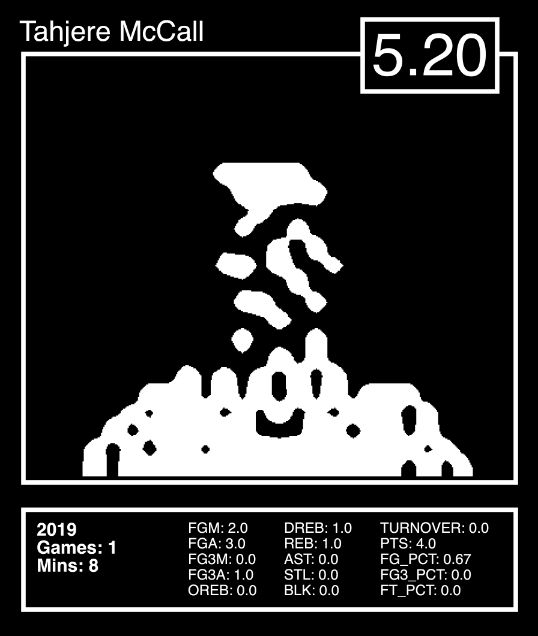 Tahjere McCall
5.20
2019
Games: 1
Mins: 8
FGM: 2.0
FGA: 3.0
FG3M: 0.0
FG3A: 1.0
OREB: 0.0
DREB: 1.0
REB: 1.0
AST: 0.0
STL: 0.0
BLK: 0.0
TURNOVER: 0.0
PTS: 4.0
FG_PCT: 0.67
FG3_PCT: 0.0
FT_PCT: 0.0